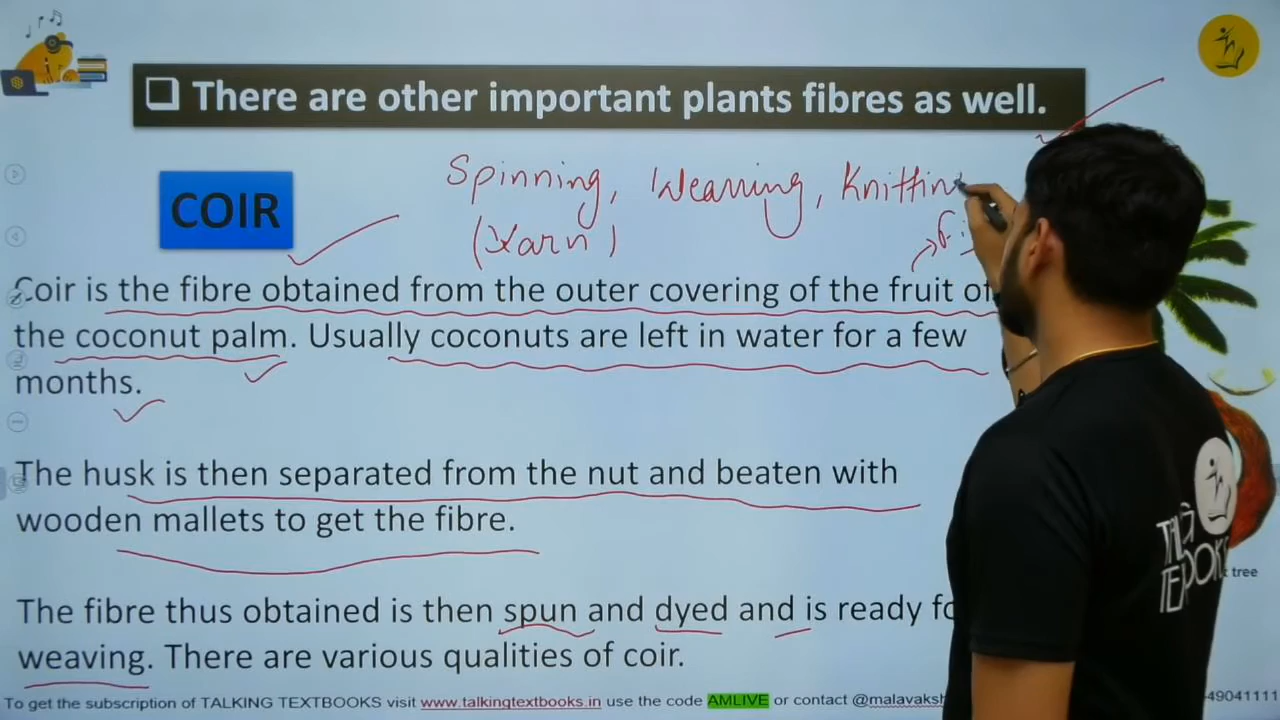 ❑ There are other important plants fibres as well.
Spinning, Wearing, Knittin
COIR
(Yarn)
Fi
Coir is the fibre obtained from the outer covering of the fruit of
the coconut palm. Usually coconuts are left in water for a few
months.
The husk is then separated from the nut and beaten with
wooden mallets to get the fibre.
tree
The fibre thus obtained is then spun and dyed and is ready fo
weaving. There are various qualities of coir.
To get the subscription of TALKING TEXTBOOKS visit www.talkingtextbooks.in use the code AMLIVE or contact @malavaksh -49041111